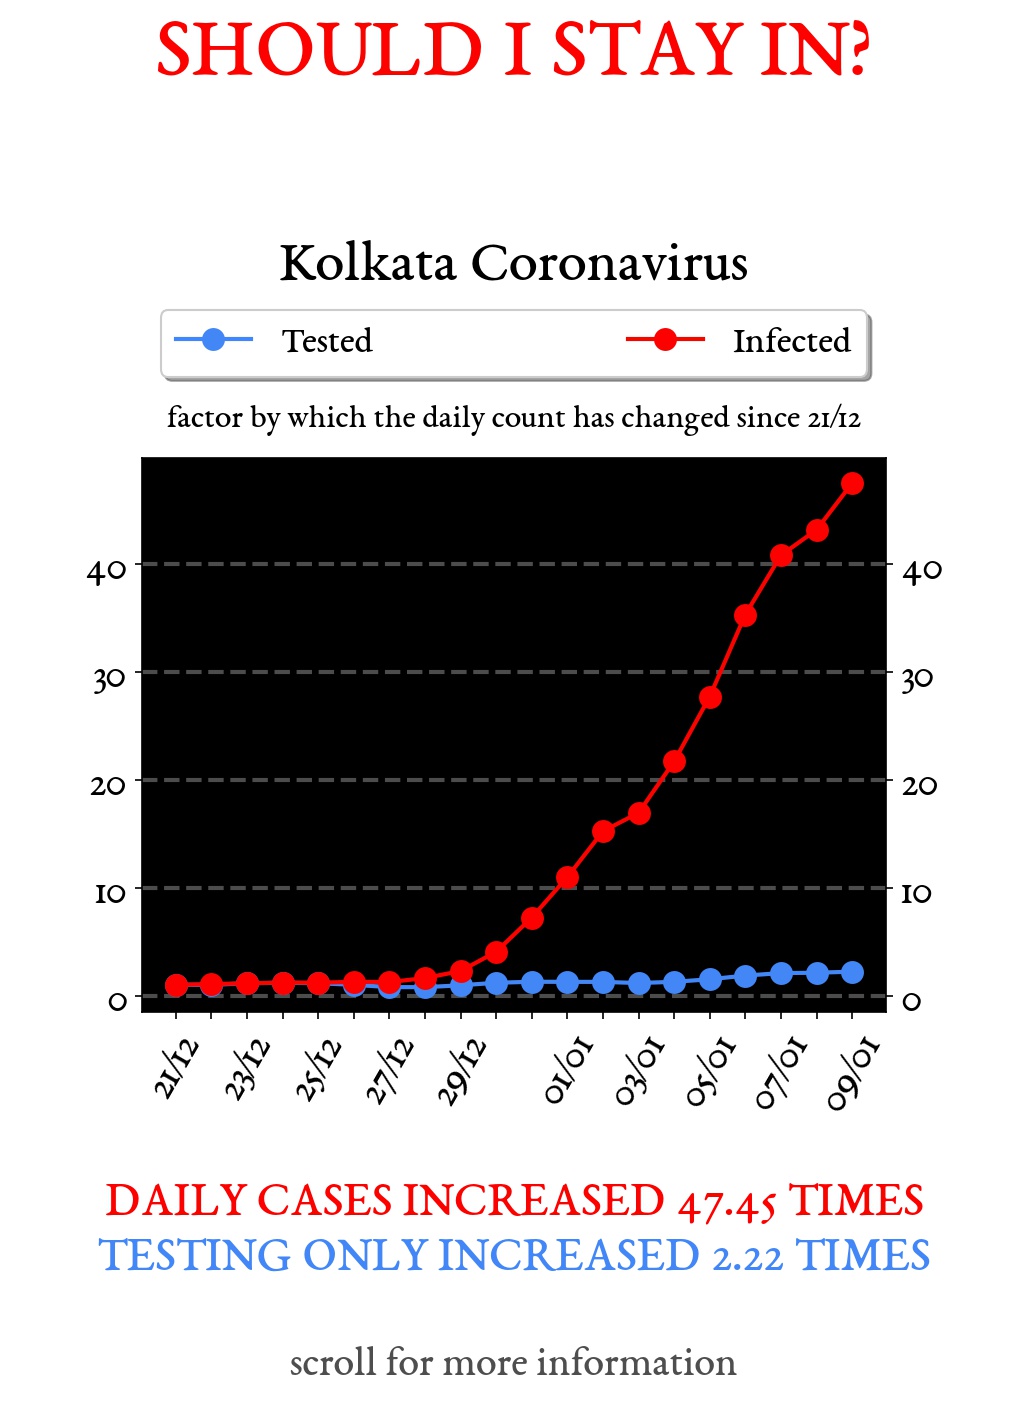 SHOULD I STAY IN?
Kolkata Coronavirus
Tested Infected
factor by which the daily count has changed since 21/12
40 40
30 30
20 20
10 10
0 0
21/12 23/12 25/12 27/12 29/12 01/01 03/01 05/01 07/01 09/01
DAILY CASES INCREASED 47.45 TIMES
TESTING ONLY INCREASED 2.22 TIMES
scroll for more information